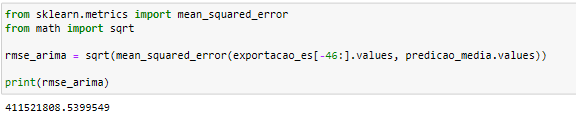 from sklearn.metrics import mean_squared_error
from math import sqrt
rmse_arima = sqrt(mean_squared_error(exportacao_es[-46:].values, predicao_media.values))
print(rmse_arima)
411521808.5399549